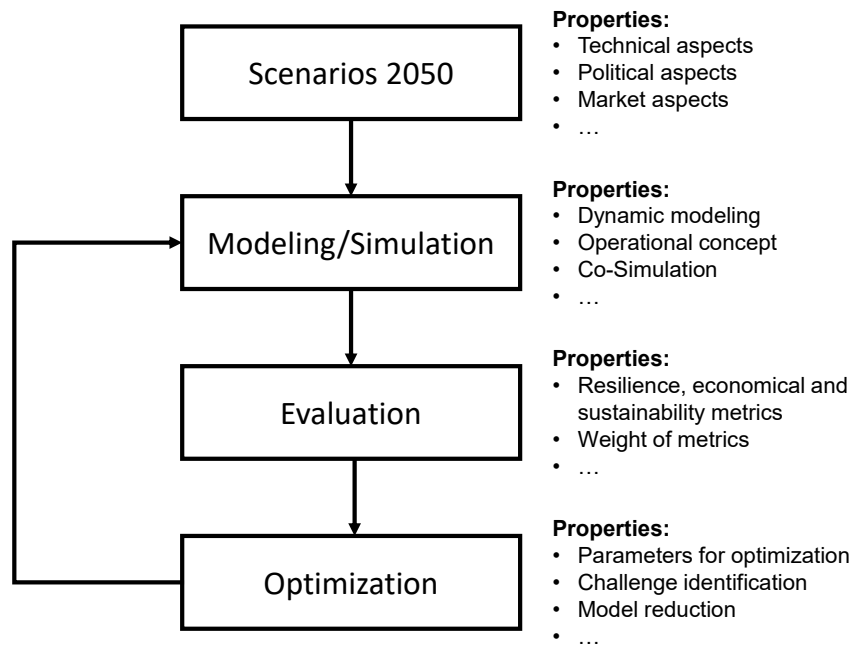 Scenarios 2050
Properties:
• Technical aspects
• Political aspects
• Market aspects
• …
Modeling/Simulation
Properties:
• Dynamic modeling
• Operational concept
• Co-Simulation
• …
Evaluation
Properties:
• Resilience, economical and
sustainability metrics
• Weight of metrics
• …
Optimization
Properties:
• Parameters for optimization
• Challenge identification
• Model reduction
• …